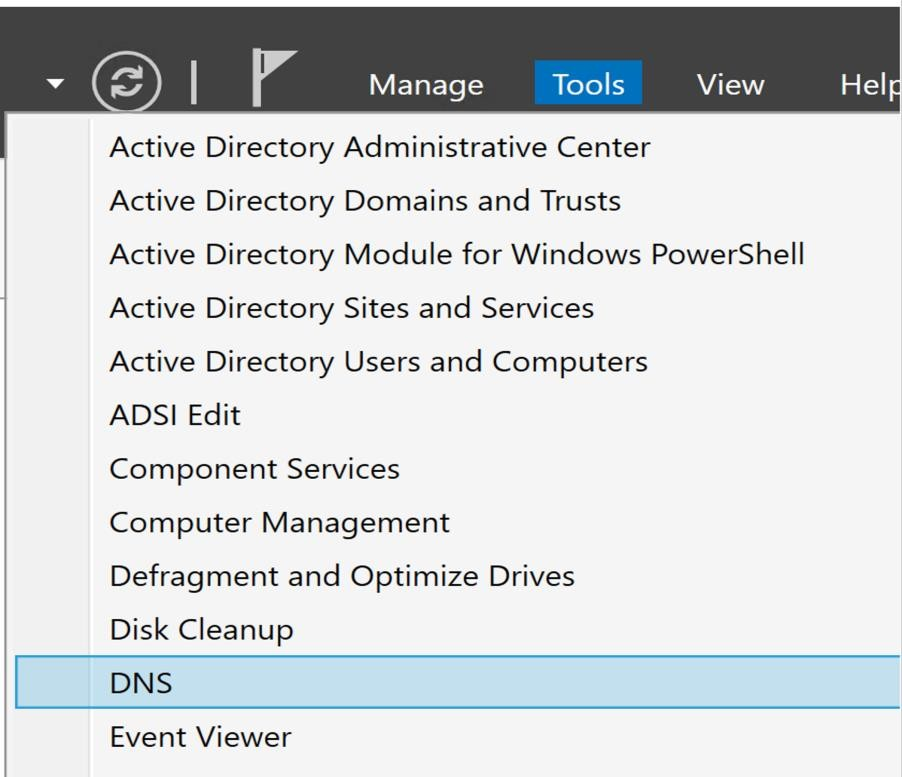 Manage Tools View Help
Active Directory Administrative Center
Active Directory Domains and Trusts
Active Directory Module for Windows PowerShell
Active Directory Sites and Services
Active Directory Users and Computers
ADSI Edit
Component Services
Computer Management
Defragment and Optimize Drives
Disk Cleanup
DNS
Event Viewer